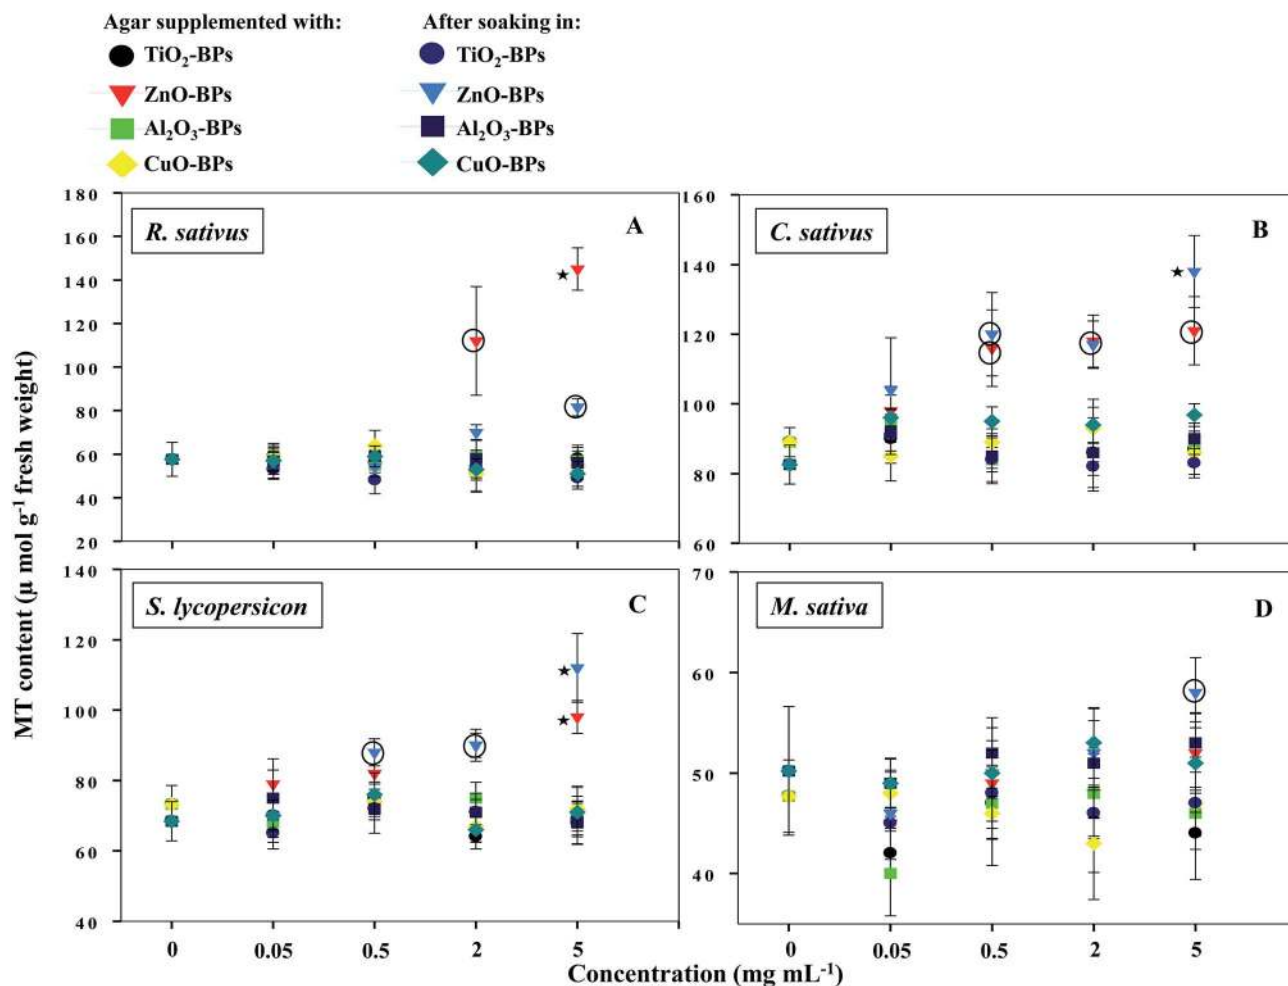 Agar supplemented with: After soaking in:
TiO₂-BPs TiO₂-BPs
ZnO-BPs ZnO-BPs
Al₂O₃-BPs Al₂O₃-BPs
CuO-BPs CuO-BPs
MT content (μ mol g⁻¹ fresh weight)
R. sativus A
180
160
140
120
100
80
60
40
20
C. sativus B
160
140
120
100
80
60
S. lycopersicon C
140
120
100
80
60
40
0 0.05 0.5 2 5
M. sativa D
70
60
50
40
0 0.05 0.5 2 5
Concentration (mg mL⁻¹)